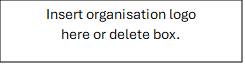 Insert organisation logo
here or delete box.